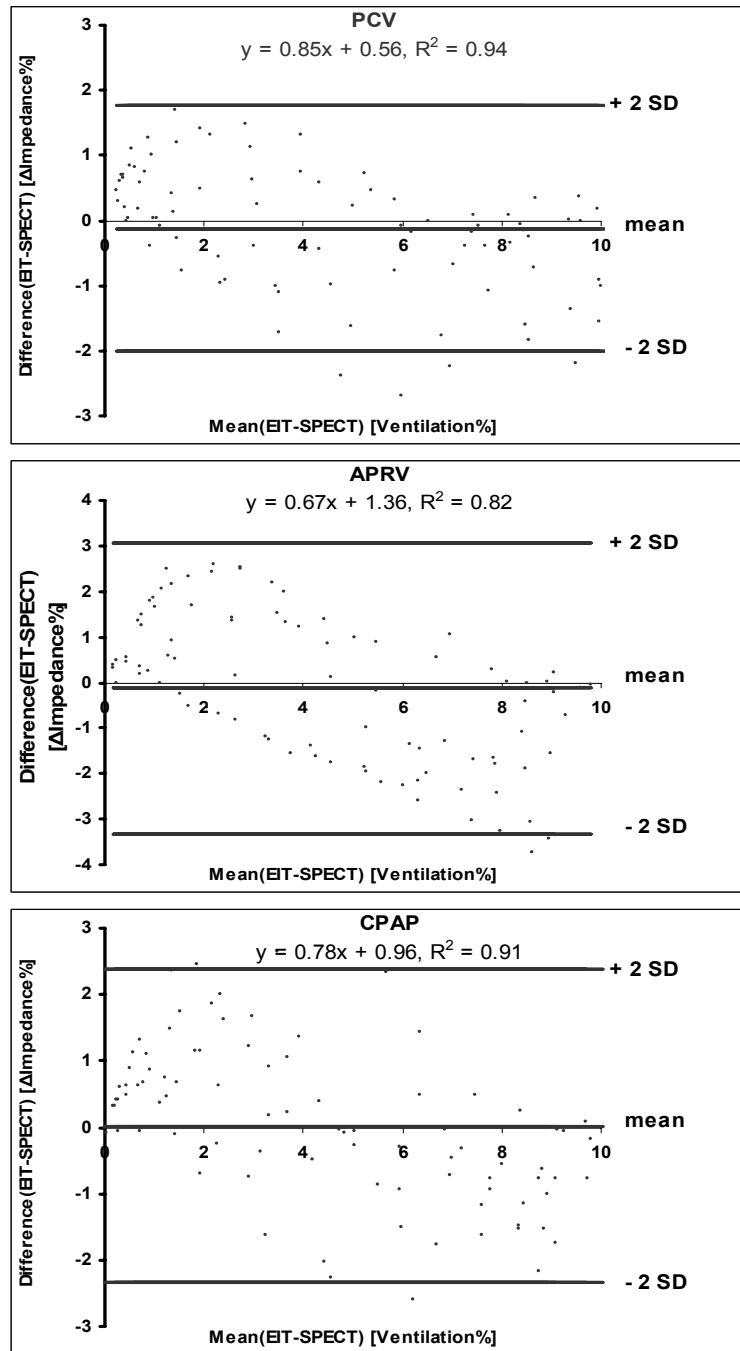 PCV
y = 0.85x + 0.56, R² = 0.94
3
2
1
0
-1
-2
-3
0 2 4 6 8 10
+ 2 SD
mean
- 2 SD
Difference(EIT-SPECT) [ΔImpedance%]
Mean(EIT-SPECT) [Ventilation%]
APRV
y = 0.67x + 1.36, R² = 0.82
4
3
2
1
0
-1
-2
-3
-4
0 2 4 6 8 10
+ 2 SD
mean
- 2 SD
Difference(EIT-SPECT)
[ΔImpedance%]
Mean(EIT-SPECT) [Ventilation%]
CPAP
y = 0.78x + 0.96, R² = 0.91
3
2
1
0
-1
-2
-3
0 2 4 6 8 10
+ 2 SD
mean
- 2 SD
Difference(EIT-SPECT) [ΔImpedance%]
Mean(EIT-SPECT) [Ventilation%]